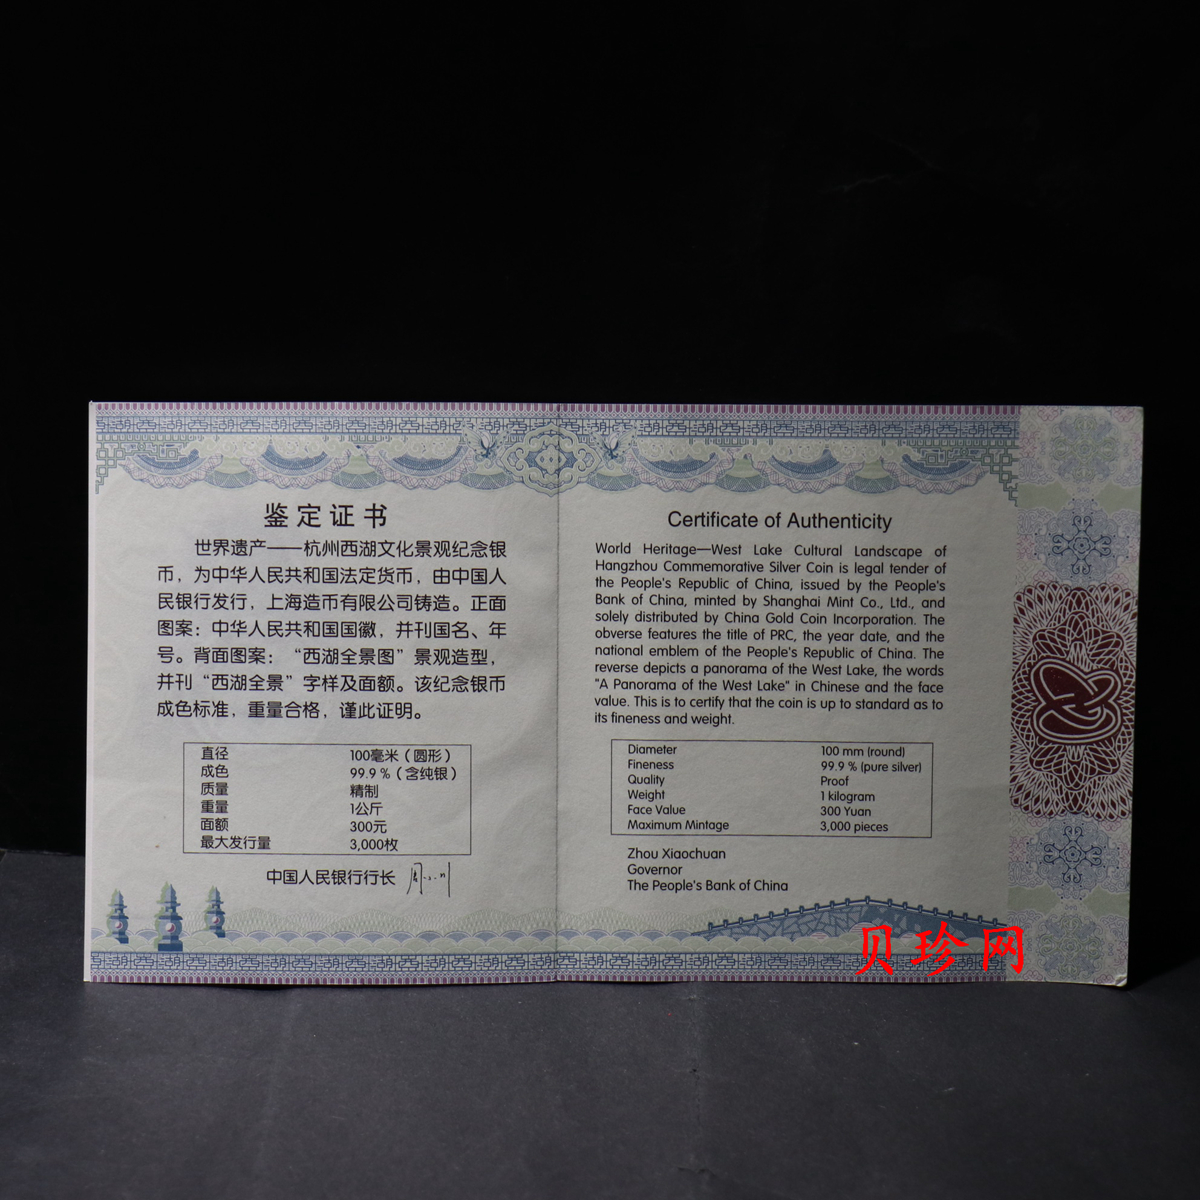 鉴定证书
世界遗产——杭州西湖文化景观纪念银
币，为中华人民共和国法定货币，由中国人
民银行发行，上海造币有限公司铸造。正面
图案：中华人民共和国国徽，并刊国名、年
号。背面图案：“西湖全景图”景观造型，
并刊“西湖全景”字样及面额。该纪念银币
成色标准，重量合格，谨此证明。
直径 100毫米（圆形）
成色 99.9 %（含纯银）
质量 精制
重量 1公斤
面额 300元
最大发行量 3,000枚
中国人民银行行长
Certificate of Authenticity
World Heritage—West Lake Cultural Landscape of
Hangzhou Commemorative Silver Coin is legal tender of
the People's Republic of China, issued by the People's
Bank of China, minted by Shanghai Mint Co., Ltd., and
solely distributed by China Gold Coin Incorporation. The
obverse features the title of PRC, the year date, and the
national emblem of the People's Republic of China. The
reverse depicts a panorama of the West Lake, the words
"A Panorama of the West Lake" in Chinese and the face
value. This is to certify that the coin is up to standard as to
its fineness and weight.
Diameter 100 mm (round)
Fineness 99.9 % (pure silver)
Quality Proof
Weight 1 kilogram
Face Value 300 Yuan
Maximum Mintage 3,000 pieces
Zhou Xiaochuan
Governor
The People's Bank of China
贝珍网